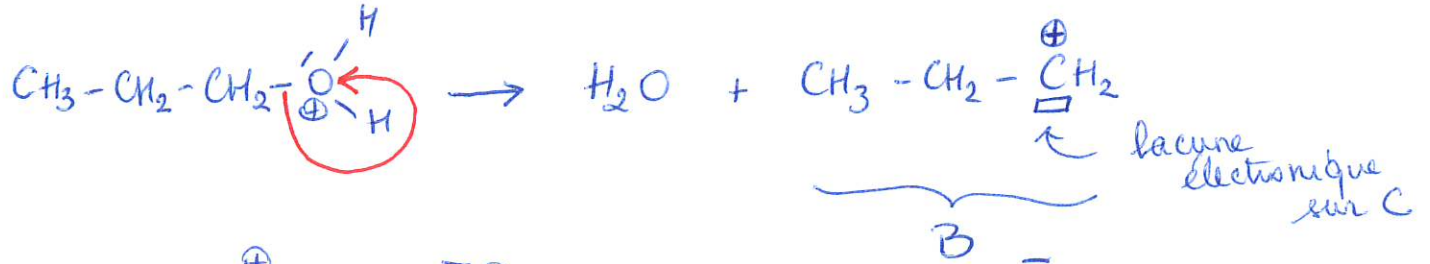 CH₃-CH₂-CH₂-O⊕(H)H → H₂O + CH₃-CH₂-C⊕H₂
lacune
électronique
sur C
B
⊕